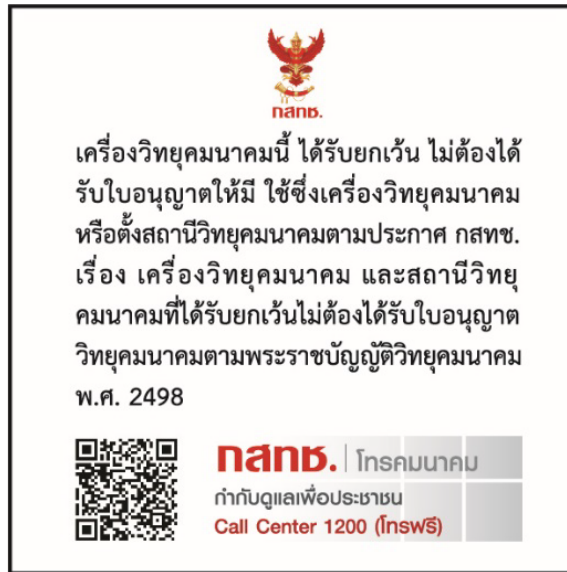 กสทช.
เครื่องวิทยุคมนาคมนี้ ได้รับยกเว้น ไม่ต้องได้
รับใบอนุญาตให้มี ใช้ซึ่งเครื่องวิทยุคมนาคม
หรือตั้งสถานีวิทยุคมนาคมตามประกาศ กสทช.
เรื่อง เครื่องวิทยุคมนาคม และสถานีวิทยุ
คมนาคมที่ได้รับยกเว้นไม่ต้องได้รับใบอนุญาต
วิทยุคมนาคมตามพระราชบัญญัติวิทยุคมนาคม
พ.ศ. 2498
กสทช. | โทรคมนาคม
กำกับดูแลเพื่อประชาชน
Call Center 1200 (โทรฟรี)